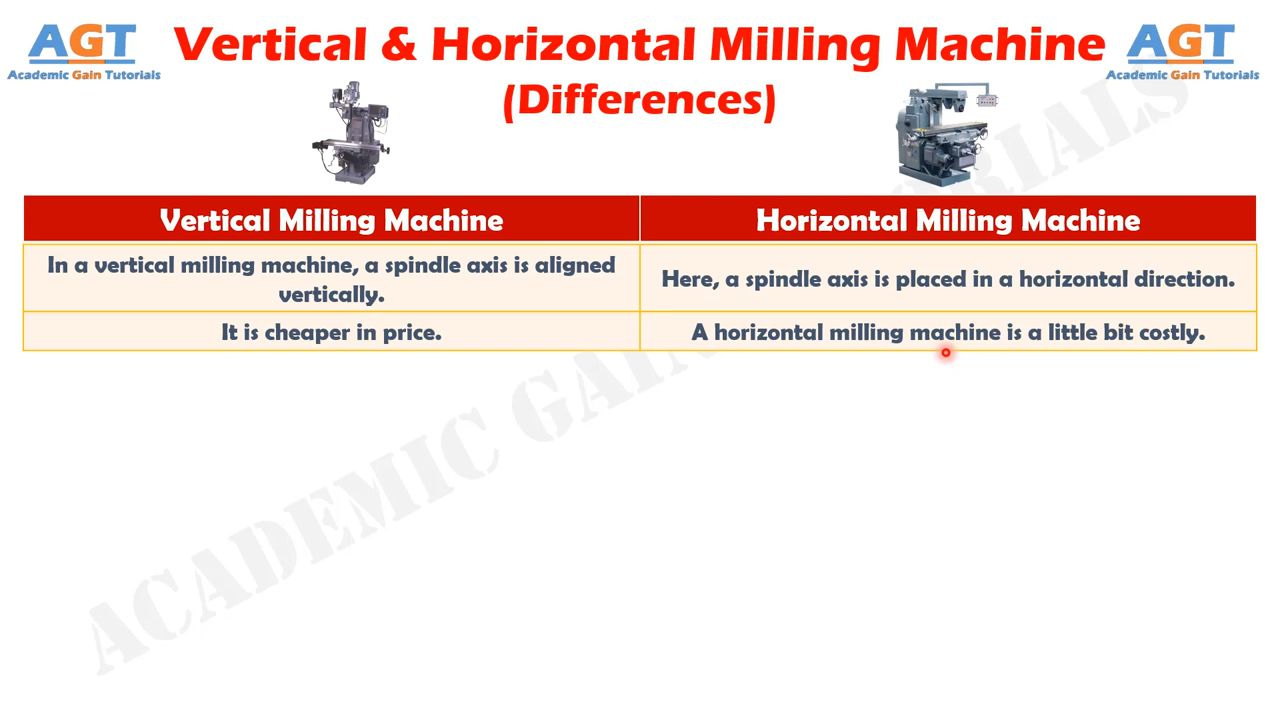 AGT
Academic Gain Tutorials
Vertical & Horizontal Milling Machine
(Differences)
AGT
Academic Gain Tutorials
Vertical Milling Machine
Horizontal Milling Machine
In a vertical milling machine, a spindle axis is aligned
vertically.
Here, a spindle axis is placed in a horizontal direction.
It is cheaper in price.
A horizontal milling machine is a little bit costly.
ACADEMIC GAIN TUTORIALS